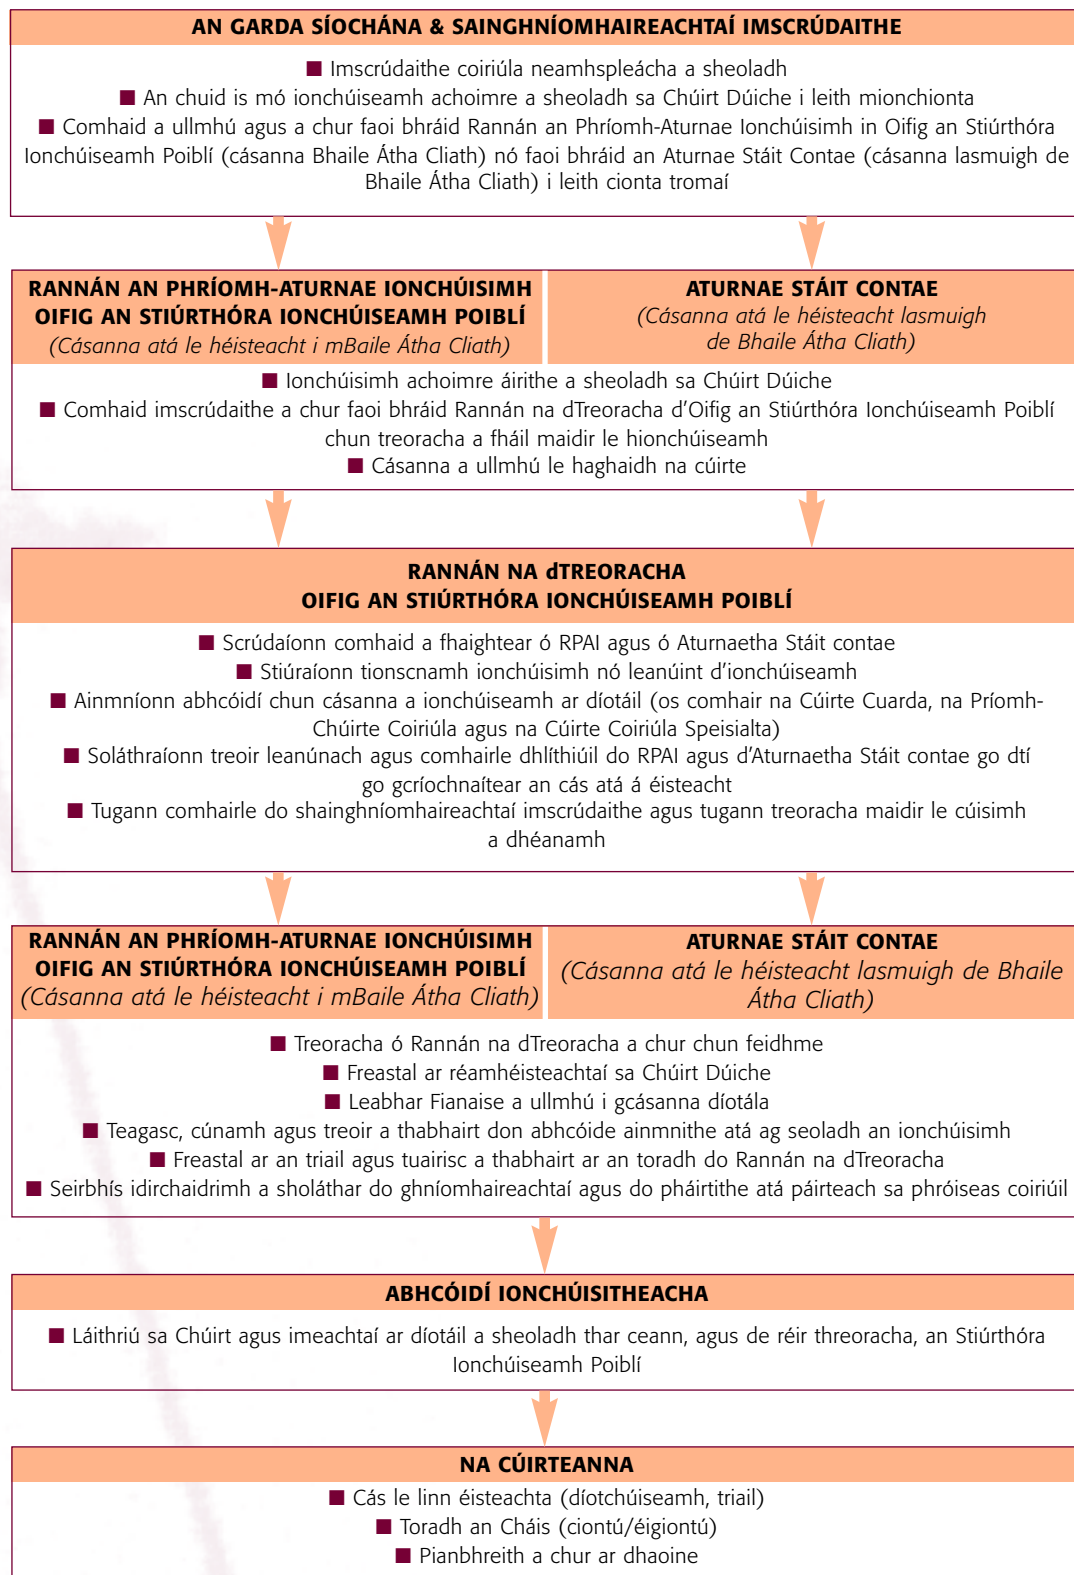 AN GARDA SÍOCHÁNA & SAINGHNÍOMHAIREACHTAÍ IMSCRÚDAITHE
■ Imscrúdaithe coiriúla neamhspleácha a sheoladh
■ An chuid is mó ionchúiseamh achoimre a sheoladh sa Chúirt Dúiche i leith mionchionta
■ Comhaid a ullmhú agus a chur faoi bhráid Rannán an Phríomh-Aturnae Ionchúisimh in Oifig an Stiúrthóra
Ionchúiseamh Poiblí (cásanna Bhaile Átha Cliath) nó faoi bhráid an Aturnae Stáit Contae (cásanna lasmuigh de
Bhaile Átha Cliath) i leith cionta tromaí
RANNÁN AN PHRÍOMH-ATURNAE IONCHÚISIMH
OIFIG AN STIÚRTHÓRA IONCHÚISEAMH POIBLÍ
(Cásanna atá le héisteacht i mBaile Átha Cliath)
ATURNAE STÁIT CONTAE
(Cásanna atá le héisteacht lasmuigh
de Bhaile Átha Cliath)
■ Ionchúisimh achoimre áirithe a sheoladh sa Chúirt Dúiche
■ Comhaid imscrúdaithe a chur faoi bhráid Rannán na dTreoracha d'Oifig an Stiúrthóra Ionchúiseamh Poiblí
chun treoracha a fháil maidir le hionchúiseamh
■ Cásanna a ullmhú le haghaidh na cúirte
RANNÁN NA dTREORACHA
OIFIG AN STIÚRTHÓRA IONCHÚISEAMH POIBLÍ
■ Scrúdaíonn comhaid a fhaightear ó RPAI agus ó Aturnaetha Stáit contae
■ Stiúraíonn tionscnamh ionchúisimh nó leanúint d'ionchúiseamh
■ Ainmníonn abhcóidí chun cásanna a ionchúiseamh ar díotáil (os comhair na Cúirte Cuarda, na Príomh-
Chúirte Coiriúla agus na Cúirte Coiriúla Speisialta)
■ Soláthraíonn treoir leanúnach agus comhairle dhlíthiúil do RPAI agus d'Aturnaetha Stáit contae go dtí
go gcríochnaítear an cás atá á éisteacht
■ Tugann comhairle do shainghníomhaireachtaí imscrúdaithe agus tugann treoracha maidir le cúisimh
a dhéanamh
RANNÁN AN PHRÍOMH-ATURNAE IONCHÚISIMH
OIFIG AN STIÚRTHÓRA IONCHÚISEAMH POIBLÍ
(Cásanna atá le héisteacht i mBaile Átha Cliath)
ATURNAE STÁIT CONTAE
(Cásanna atá le héisteacht lasmuigh de Bhaile
Átha Cliath)
■ Treoracha ó Rannán na dTreoracha a chur chun feidhme
■ Freastal ar réamhéisteachtaí sa Chúirt Dúiche
■ Leabhar Fianaise a ullmhú i gcásanna díotála
■ Teagasc, cúnamh agus treoir a thabhairt don abhcóide ainmnithe atá ag seoladh an ionchúisimh
■ Freastal ar an triail agus tuairisc a thabhairt ar an toradh do Rannán na dTreoracha
■ Seirbhís idirchaidrimh a sholáthar do ghníomhaireachtaí agus do pháirtithe atá páirteach sa phróiseas coiriúil
ABHCÓIDÍ IONCHÚISITHEACHA
■ Láithriú sa Chúirt agus imeachtaí ar díotáil a sheoladh thar ceann, agus de réir threoracha, an Stiúrthóra
Ionchúiseamh Poiblí
NA CÚIRTEANNA
■ Cás le linn éisteachta (díotchúiseamh, triail)
■ Toradh an Cháis (ciontú/éigiontú)
■ Pianbhreith a chur ar dhaoine